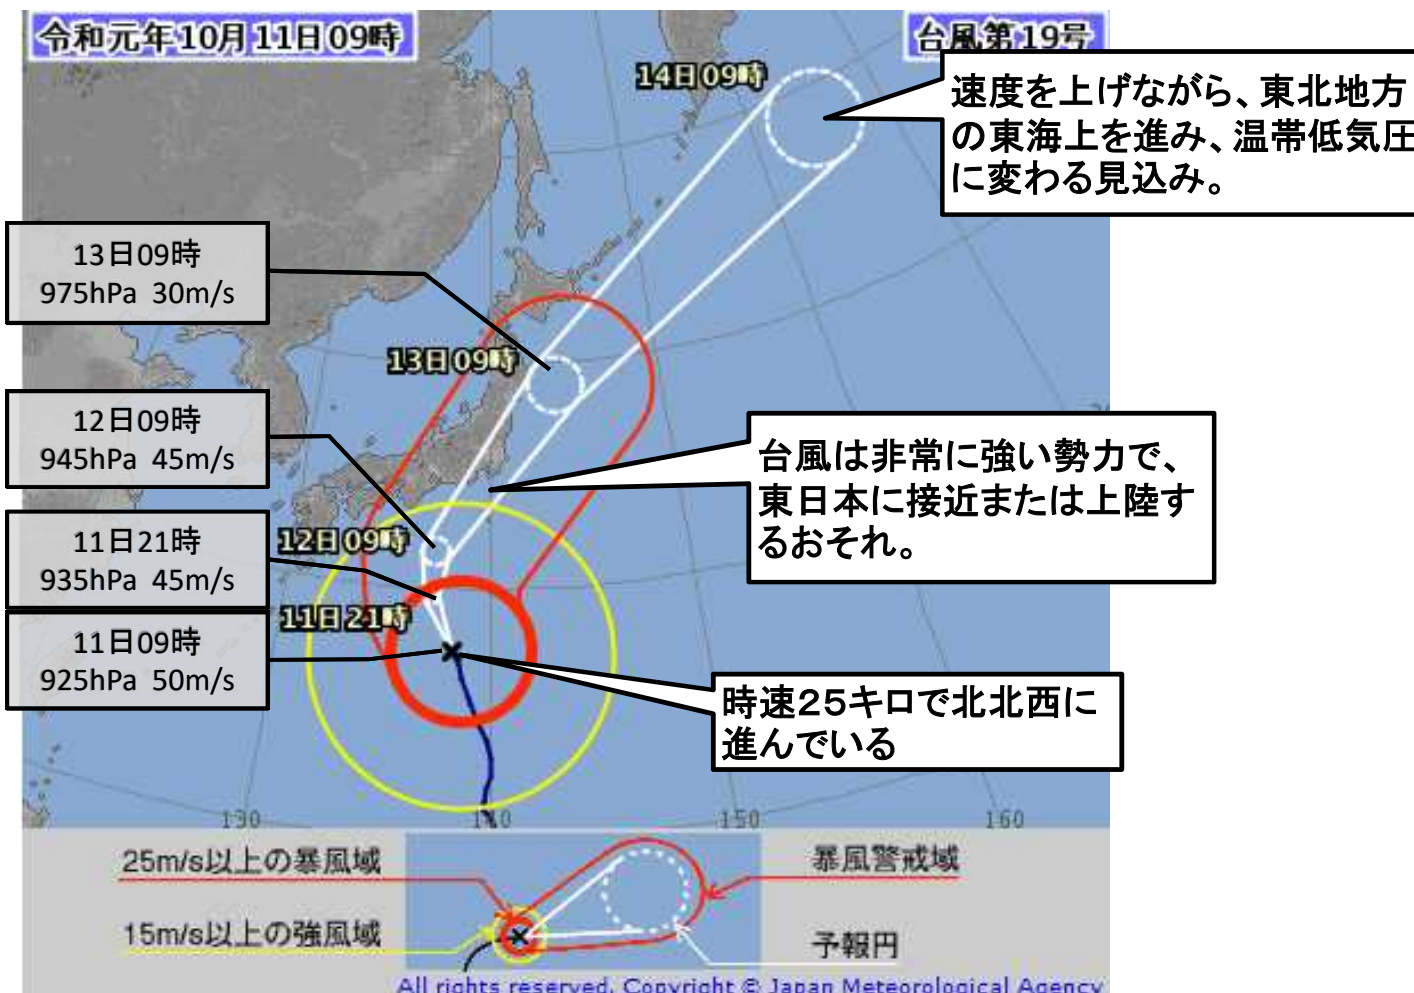 令和元年10月11日09時
台風第19号
14日09時
速度を上げながら、東北地方
の東海上を進み、温帯低気圧
に変わる見込み。
13日09時
975hPa 30m/s
13日09時
12日09時
945hPa 45m/s
台風は非常に強い勢力で、
東日本に接近または上陸す
るおそれ。
11日21時
935hPa 45m/s
12日09時
11日21時
11日09時
925hPa 50m/s
時速25キロで北北西に
進んでいる
130
140
150
160
25m/s以上の暴風域
暴風警戒域
15m/s以上の強風域
予報円
All rights reserved. Copyright © Japan Meteorological Agency